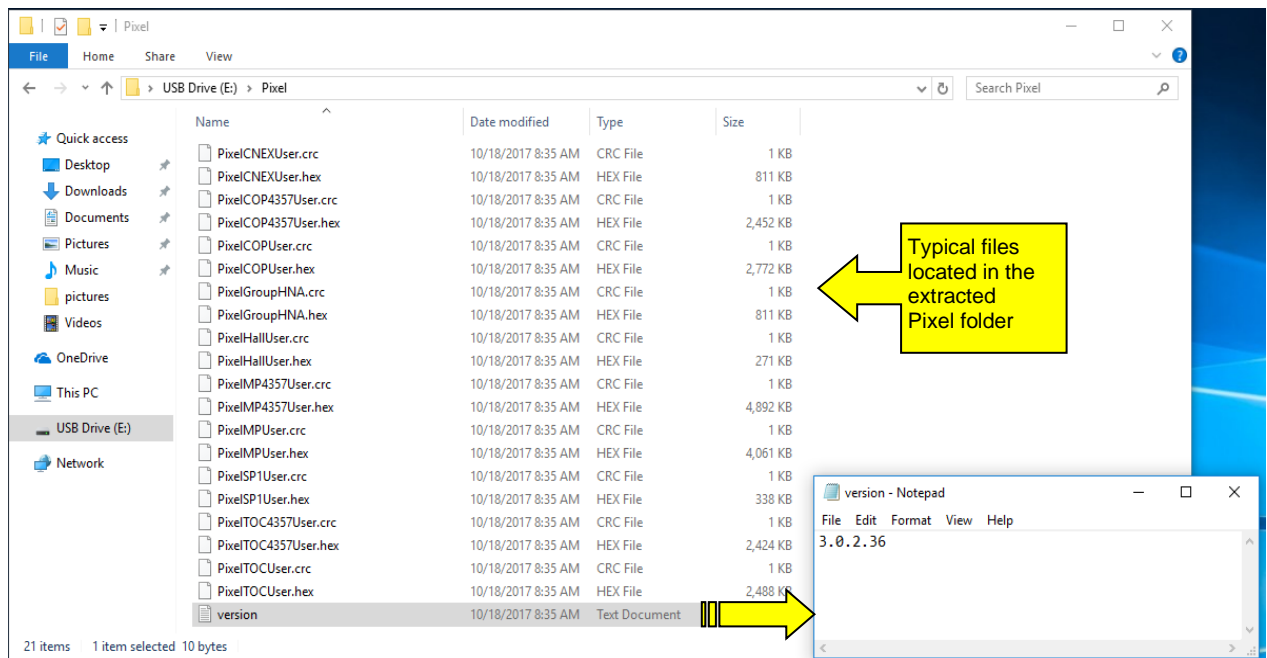 Pixel
File Home Share View
USB Drive (E:) > Pixel
Search Pixel
Quick access
Desktop
Downloads
Documents
Pictures
Music
pictures
Videos
OneDrive
This PC
USB Drive (E:)
Network
Name Date modified Type Size
PixelCNEXUser.crc 10/18/2017 8:35 AM CRC File 1 KB
PixelCNEXUser.hex 10/18/2017 8:35 AM HEX File 811 KB
PixelCOP4357User.crc 10/18/2017 8:35 AM CRC File 1 KB
PixelCOP4357User.hex 10/18/2017 8:35 AM HEX File 2,452 KB
PixelCOPUser.crc 10/18/2017 8:35 AM CRC File 1 KB
PixelCOPUser.hex 10/18/2017 8:35 AM HEX File 2,772 KB
PixelGroupHNA.crc 10/18/2017 8:35 AM CRC File 1 KB
PixelGroupHNA.hex 10/18/2017 8:35 AM HEX File 811 KB
PixelHallUser.crc 10/18/2017 8:35 AM CRC File 1 KB
PixelHallUser.hex 10/18/2017 8:35 AM HEX File 271 KB
PixelMP4357User.crc 10/18/2017 8:35 AM CRC File 1 KB
PixelMP4357User.hex 10/18/2017 8:35 AM HEX File 4,892 KB
PixelMPUser.crc 10/18/2017 8:35 AM CRC File 1 KB
PixelMPUser.hex 10/18/2017 8:35 AM HEX File 4,061 KB
PixelSP1User.crc 10/18/2017 8:35 AM CRC File 1 KB
PixelSP1User.hex 10/18/2017 8:35 AM HEX File 338 KB
PixelTOC4357User.crc 10/18/2017 8:35 AM CRC File 1 KB
PixelTOC4357User.hex 10/18/2017 8:35 AM HEX File 2,424 KB
PixelTOCUser.crc 10/18/2017 8:35 AM CRC File 1 KB
PixelTOCUser.hex 10/18/2017 8:35 AM HEX File 2,488 KB
version 10/18/2017 8:35 AM Text Document
Typical files
located in the
extracted
Pixel folder
version - Notepad
File Edit Format View Help
3.0.2.36
21 items 1 item selected 10 bytes